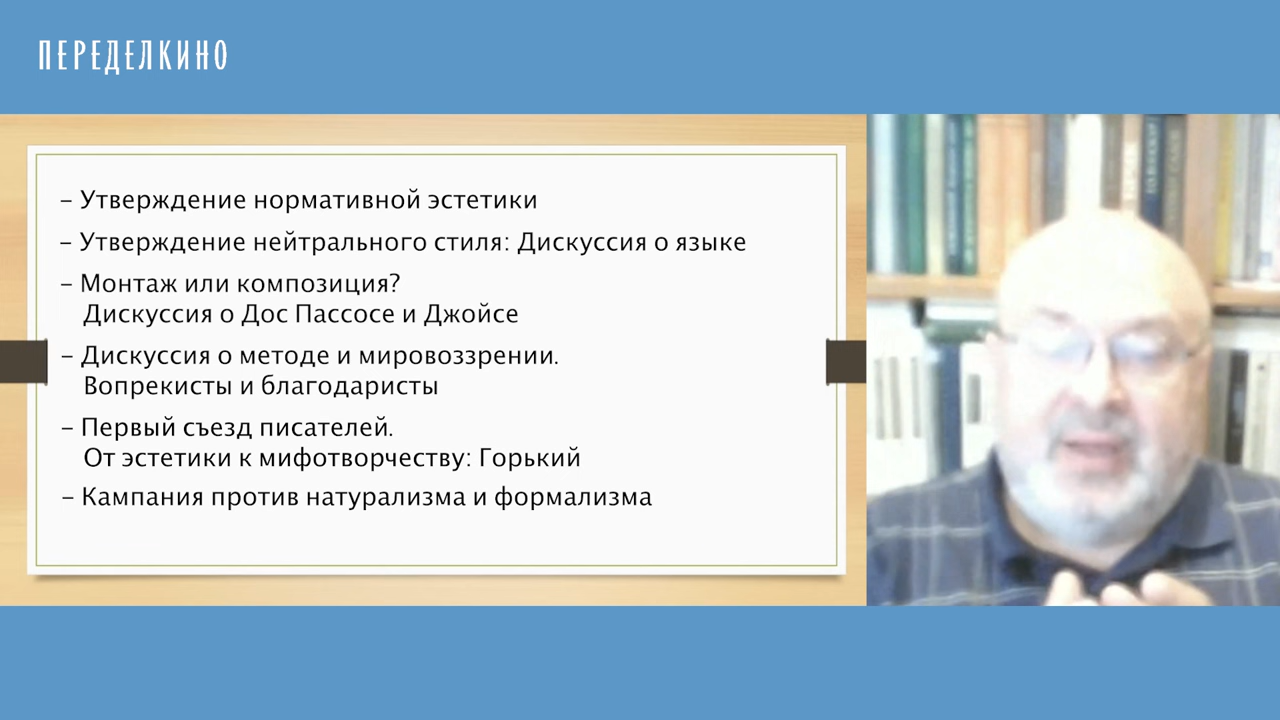 ПЕРЕДЕЛКИНО
– Утверждение нормативной эстетики
– Утверждение нейтрального стиля: Дискуссия о языке
– Монтаж или композиция?
Дискуссия о Дос Пассосе и Джойсе
– Дискуссия о методе и мировоззрении.
Вопрекисты и благодаристы
– Первый съезд писателей.
От эстетики к мифотворчеству: Горький
– Кампания против натурализма и формализма